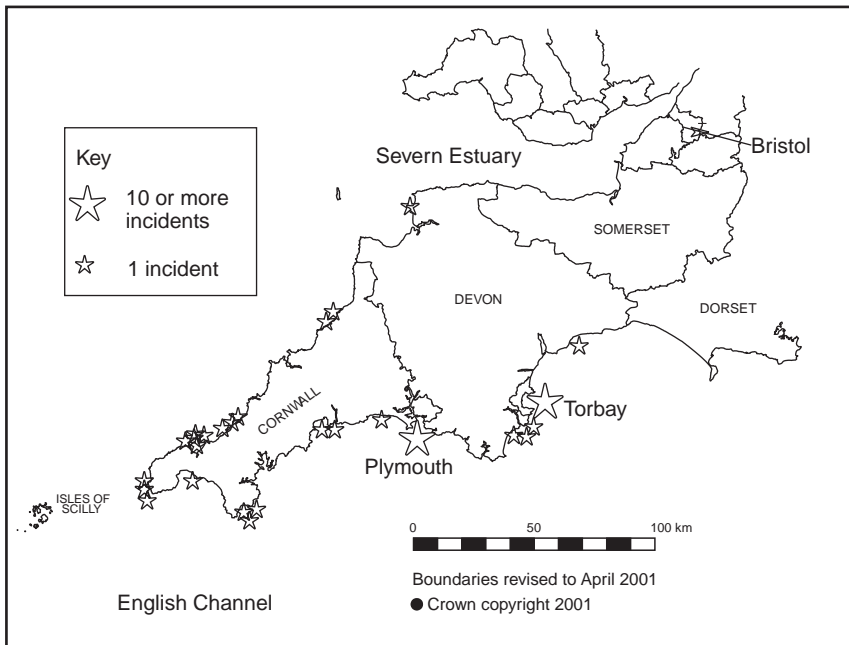 Severn Estuary
Bristol
Key
10 or more
incidents
1 incident
SOMERSET
DEVON
DORSET
CORNWALL
Torbay
Plymouth
ISLES OF
SCILLY
0 50 100 km
Boundaries revised to April 2001
● Crown copyright 2001
English Channel